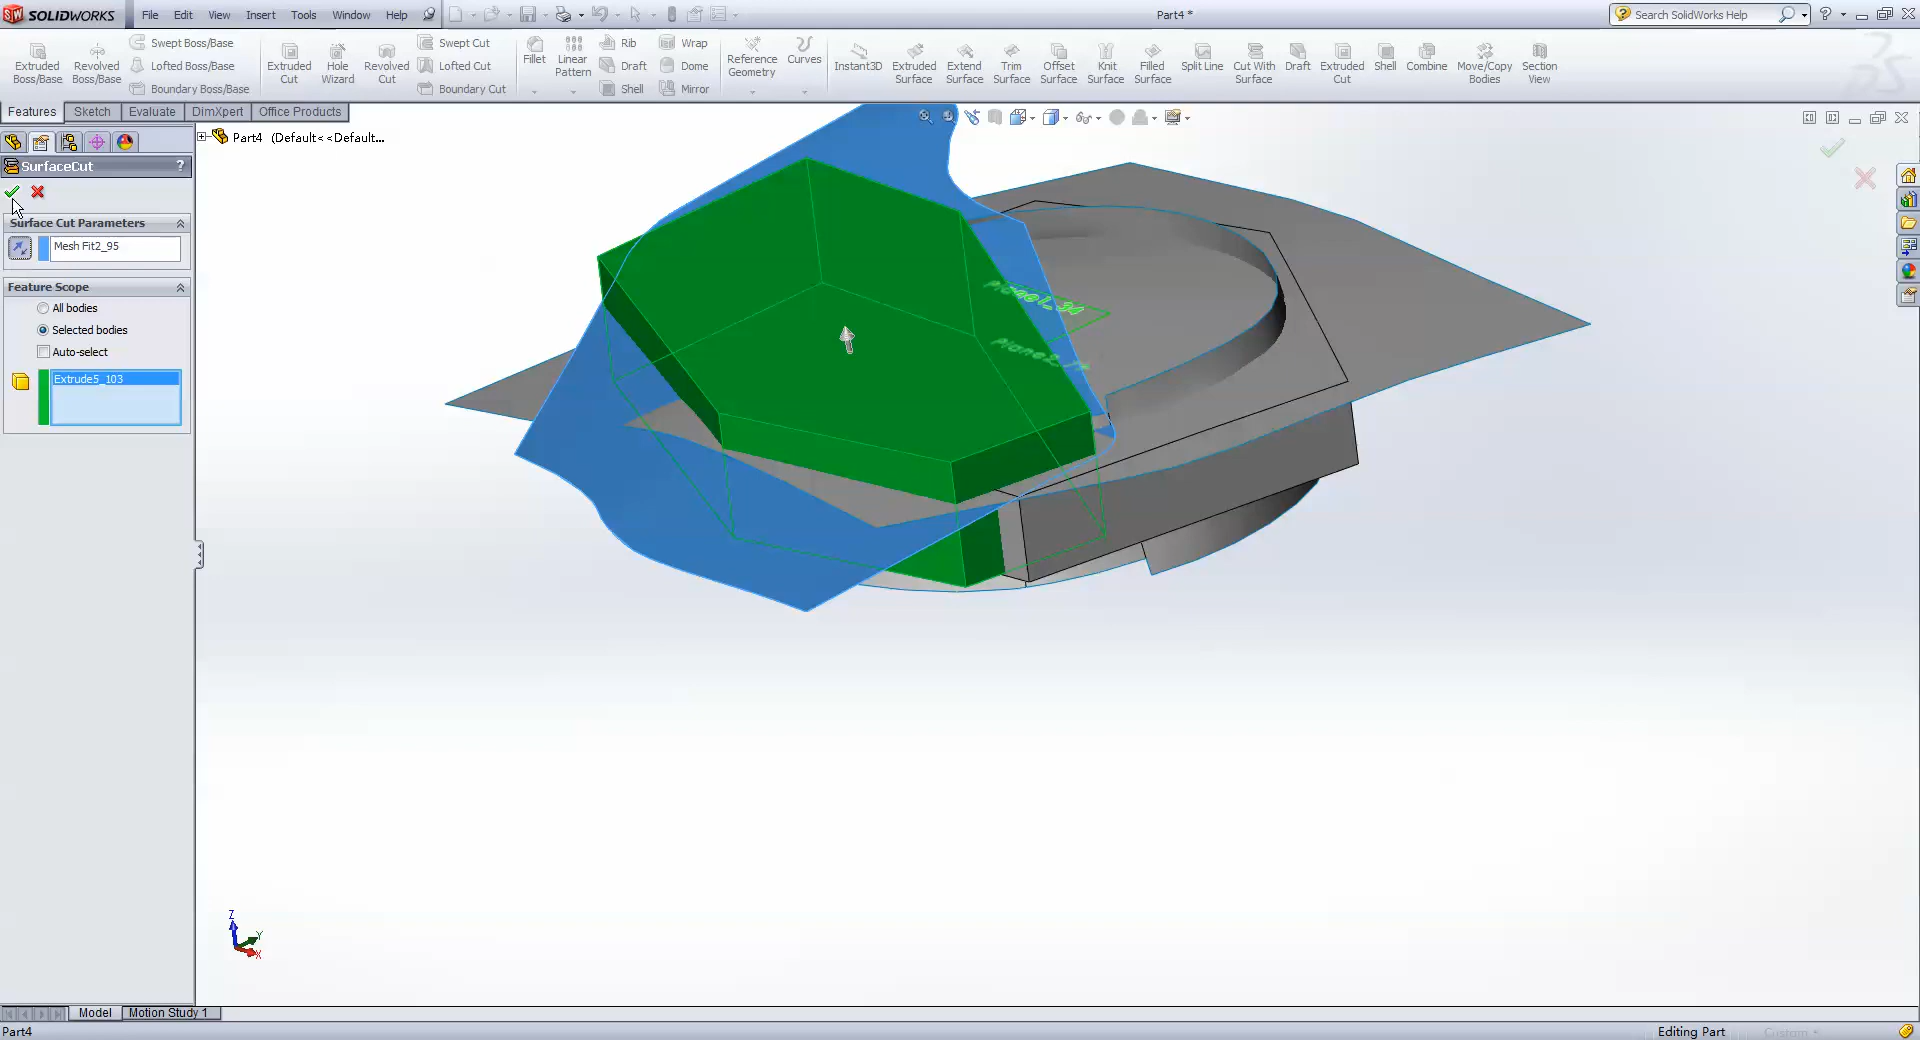 SOLIDWORKS File Edit View Insert Tools Window Help Part4 * Search SolidWorks Help ?
Extruded Boss/Base
Revolved Boss/Base
Swept Boss/Base
Lofted Boss/Base
Boundary Boss/Base
Extruded Cut
Hole Wizard
Revolved Cut
Swept Cut
Lofted Cut
Boundary Cut
Fillet
Linear Pattern
Rib
Draft
Shell
Wrap
Dome
Mirror
Reference Geometry
Curves
Instant3D
Extruded Surface
Extend Surface
Trim Surface
Offset Surface
Knit Surface
Filled Surface
Split Line
Cut With Surface
Draft
Extruded Cut
Shell
Combine
Move/Copy Bodies
Section View
Features Sketch Evaluate DimXpert Office Products
Part4 (Default< <Default...
SurfaceCut ?
Surface Cut Parameters
Mesh Fit2_95
Feature Scope
All bodies
Selected bodies
Auto-select
Extrude5_103
Z
Y
X
Model Motion Study 1
Part4 Editing Part Custom